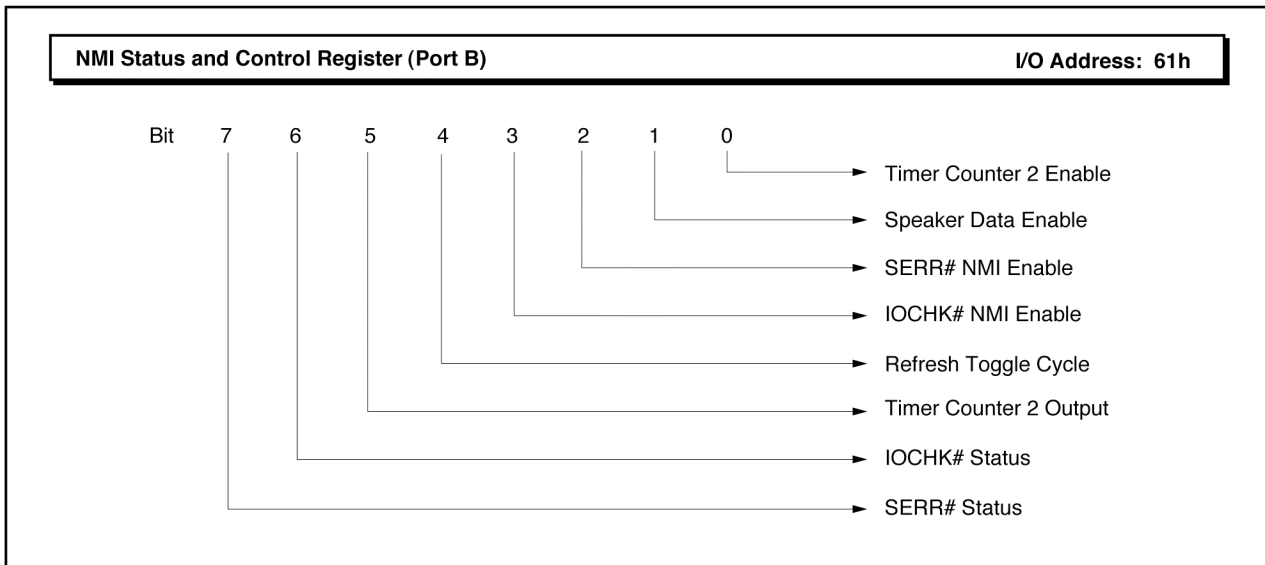 NMI Status and Control Register (Port B) I/O Address: 61h
Bit 7 6 5 4 3 2 1 0
Timer Counter 2 Enable
Speaker Data Enable
SERR# NMI Enable
IOCHK# NMI Enable
Refresh Toggle Cycle
Timer Counter 2 Output
IOCHK# Status
SERR# Status